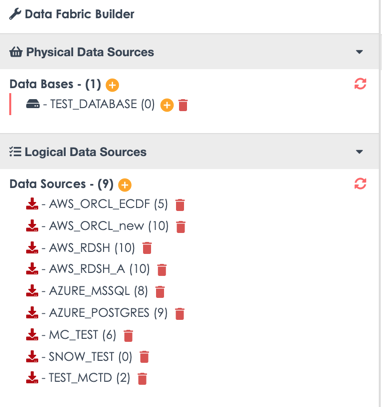 Data Fabric Builder
Physical Data Sources
Data Bases - (1)
- TEST_DATABASE (0)
Logical Data Sources
Data Sources - (9)
- AWS_ORCL_ECDF (5)
- AWS_ORCL_new (10)
- AWS_RDSH (10)
- AWS_RDSH_A (10)
- AZURE_MSSQL (8)
- AZURE_POSTGRES (9)
- MC_TEST (6)
- SNOW_TEST (0)
- TEST_MCTD (2)